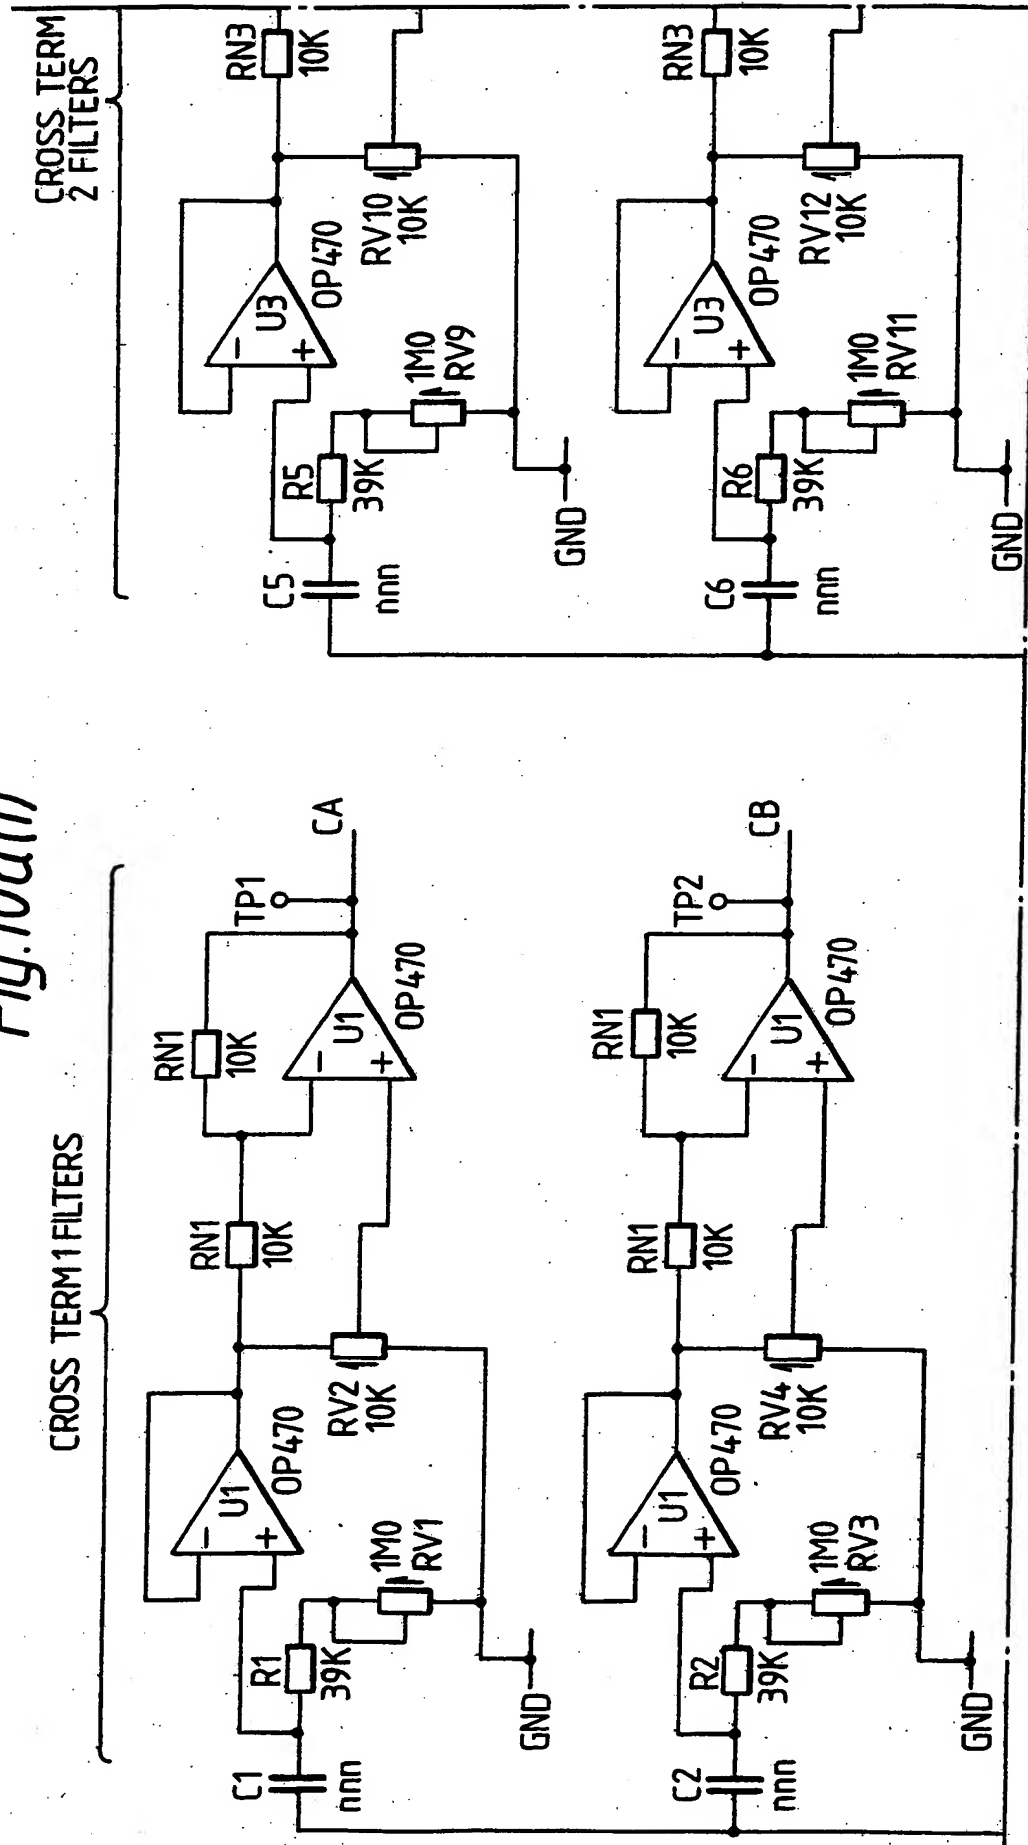 Fig.10a(1)
CROSS TERM 1 FILTERS
C1
nnn
R1
39K
1M0
RV1
GND
U1
OP470
RV2
10K
RN1
10K
RN1
10K
U1
OP470
TP1
CA
C2
nnn
R2
39K
1M0
RV3
GND
U1
OP470
RV4
10K
RN1
10K
RN1
10K
U1
OP470
TP2
CB
CROSS TERM
2 FILTERS
C5
nnn
R5
39K
1M0
RV9
GND
U3
OP470
RV10
10K
RN3
10K
C6
nnn
R6
39K
1M0
RV11
GND
U3
OP470
RV12
10K
RN3
10K